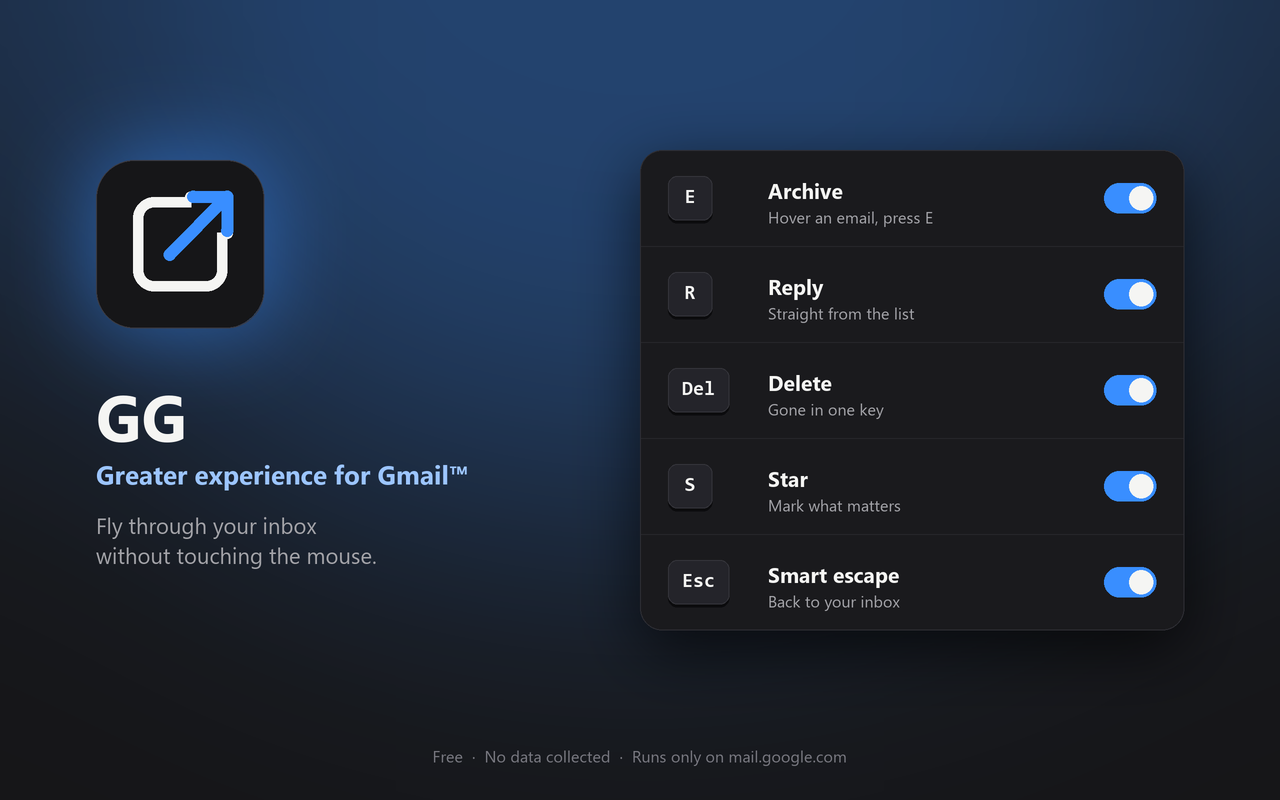 GG
Greater experience for Gmail™
Fly through your inbox
without touching the mouse.
E
Archive
Hover an email, press E
R
Reply
Straight from the list
Del
Delete
Gone in one key
S
Star
Mark what matters
Esc
Smart escape
Back to your inbox
Free · No data collected · Runs only on mail.google.com